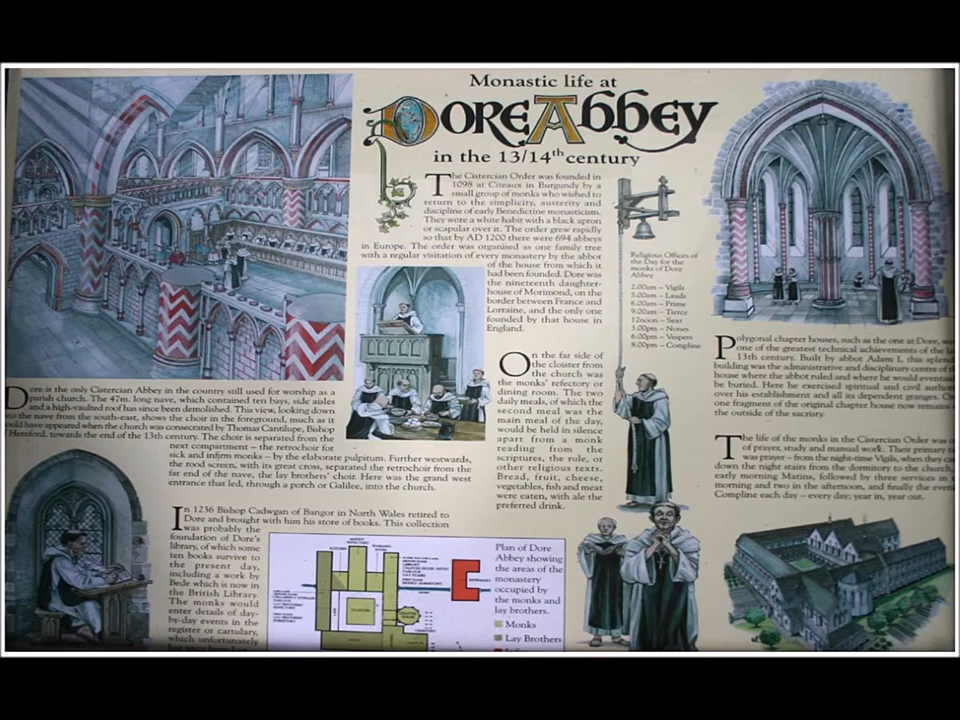 Monastic life at
DORE ABBEY
in the 13/14th century
The Cistercian Order was founded in
1098 at Citeaux in Burgundy by a
small group of monks who wished to
return to the simplicity, austerity and
discipline of early Benedictine monasticism.
They wore a white habit with a black apron
or scapular over it. The order grew rapidly
so that by AD 1200 there were 694 abbeys
in Europe. The order was organised as one family tree
with a regular visitation of every monastery by the abbot
of the house from which it
had been founded. Dore was
the nineteenth daughter-
house of Morimond, on the
border between France and
Lorraine, and the only one
founded by that house in
England.
Religious Offices of
the Day for the
monks of Dore
Abbey
2.00am – Vigils
5.00am – Lauds
6.00am – Prime
9.00am – Tierce
12noon – Sext
3.00pm – Nones
6.00pm – Vespers
8.00pm – Compline
On the far side of
the cloister from
the church was
the monks' refectory or
dining room. The two
daily meals, of which the
second meal was the
main meal of the day,
would be held in silence
apart from a monk
reading from the
scriptures, the rule, or
other religious texts.
Bread, fruit, cheese,
vegetables, fish and meat
were eaten, with ale the
preferred drink.
Polygonal chapter houses, such as the one at Dore,
one of the greatest technical achievements of the
13th century. Built by abbot Adam I, this
building was the administrative and disciplinary centre of
house where the abbot ruled and where he would
be buried. Here he exercised spiritual and civil
over his establishment and all its dependent granges.
one fragment of the original chapter house now remains
the outside of the sacristy.
The life of the monks in the Cistercian Order was
of prayer, study and manual work. Their primary
was prayer – from the night-time Vigils, when they
down the night stairs from the dormitory to the church,
early morning Matins, followed by three services in
morning and two in the afternoon, and finally the
Compline each day – every day; year in, year out.
Dore is the only Cistercian Abbey in the country still used for worship as a
parish church. The 47m. long nave, which contained ten bays, side aisles
and a high-vaulted roof has since been demolished. This view, looking down
into the nave from the south-east, shows the choir in the foreground, much as it
would have appeared when the church was consecrated by Thomas Cantilupe, Bishop
of Hereford, towards the end of the 13th century. The choir is separated from the
next compartment – the retrochoir for
sick and infirm monks – by the elaborate pulpitum. Further westwards,
the rood screen, with its great cross, separated the retrochoir from the
far end of the nave, the lay brothers' choir. Here was the grand west
entrance that led, through a porch or Galilee, into the church.
In 1236 Bishop Cadwgan of Bangor in North Wales retired to
Dore and brought with him his store of books. This collection
was probably the
foundation of Dore's
library, of which some
ten books survive to
the present day,
including a work by
Bede which is now in
the British Library.
The monks would
enter details of day-
by-day events in the
register or cartulary,
which unfortunately
Plan of Dore
Abbey showing
the areas of the
monastery
occupied by
the monks and
lay brothers.
Monks
Lay Brothers